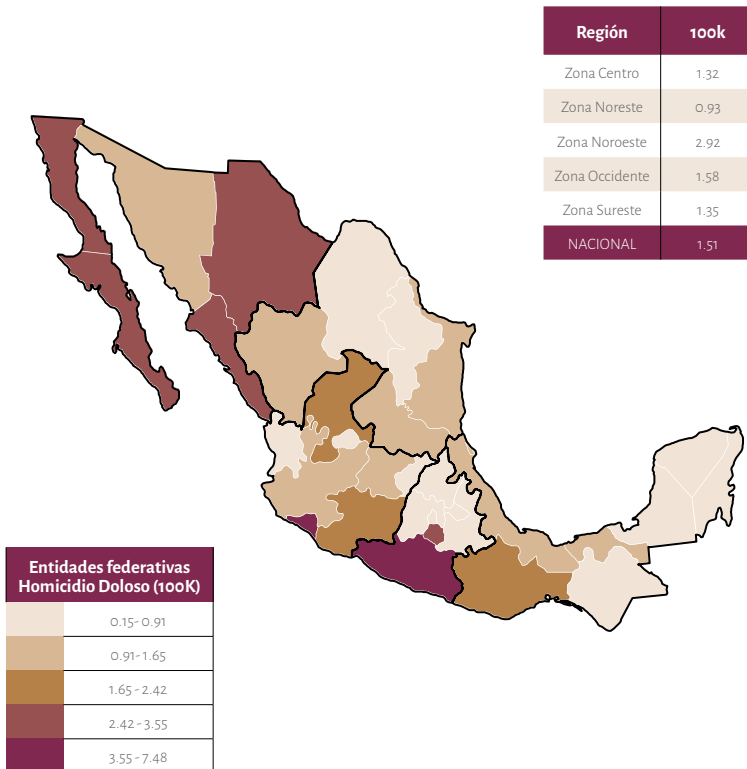 Región 100k
Zona Centro 1.32
Zona Noreste 0.93
Zona Noroeste 2.92
Zona Occidente 1.58
Zona Sureste 1.35
NACIONAL 1.51
Entidades federativas
Homicidio Doloso (100K)
0.15-0.91
0.91-1.65
1.65-2.42
2.42-3.55
3.55-7.48